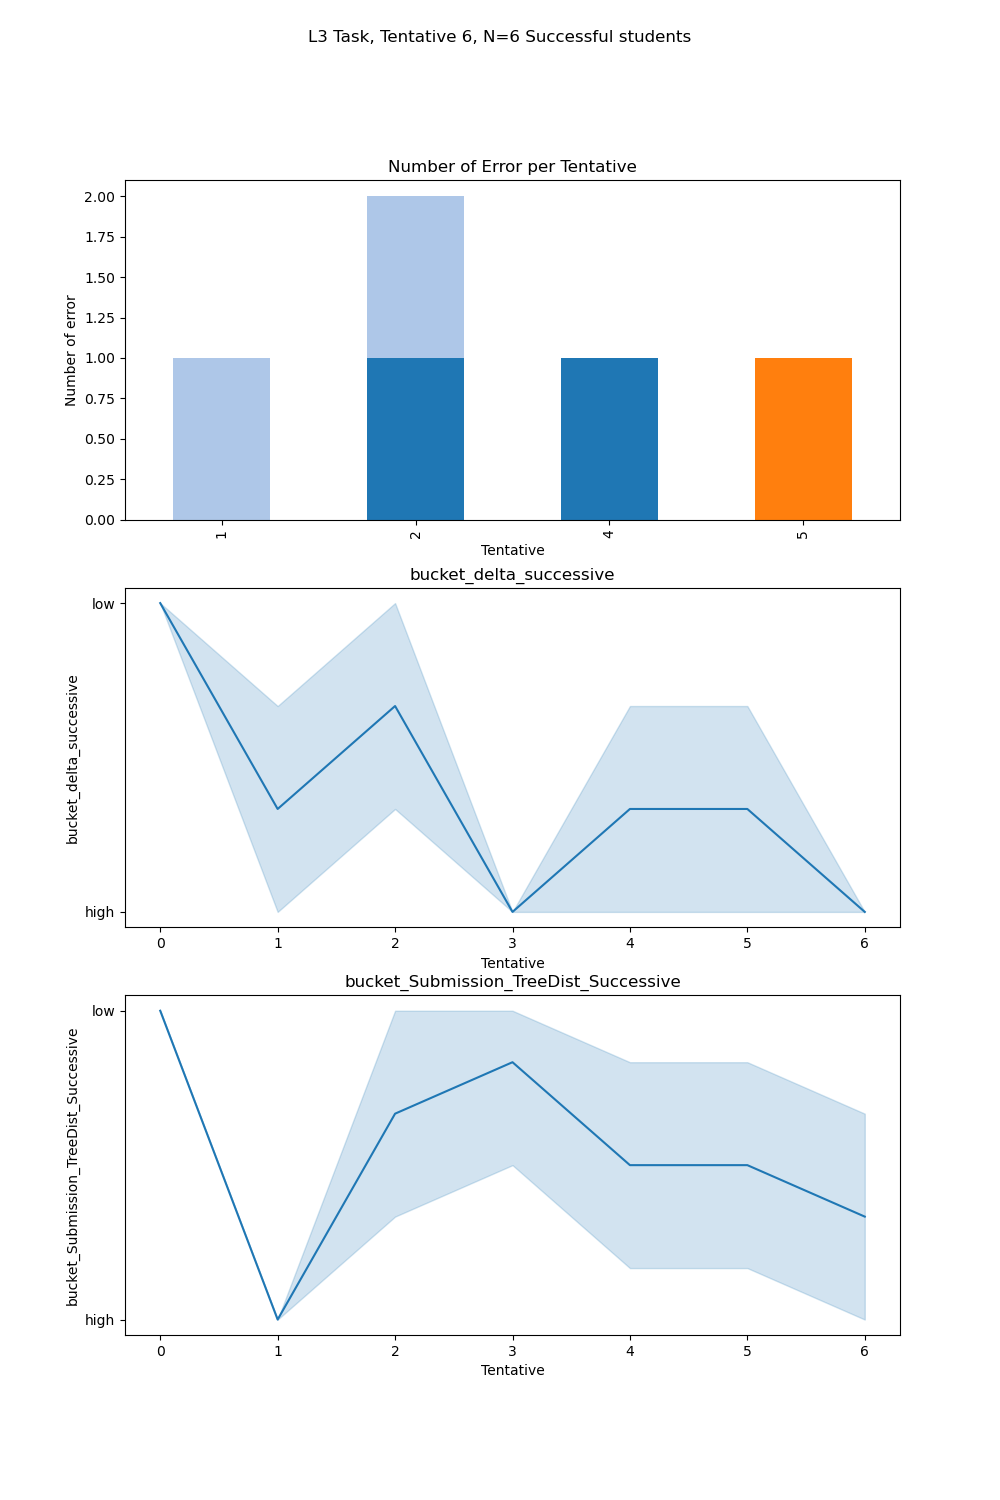 L3 Task, Tentative 6, N=6 Successful students
Number of Error per Tentative
Number of error
2.00
1.75
1.50
1.25
1.00
0.75
0.50
0.25
0.00
1 2 4 5
Tentative
bucket_delta_successive
bucket_delta_successive
low
high
0 1 2 3 4 5 6
Tentative
bucket_Submission_TreeDist_Successive
bucket_Submission_TreeDist_Successive
low
high
0 1 2 3 4 5 6
Tentative